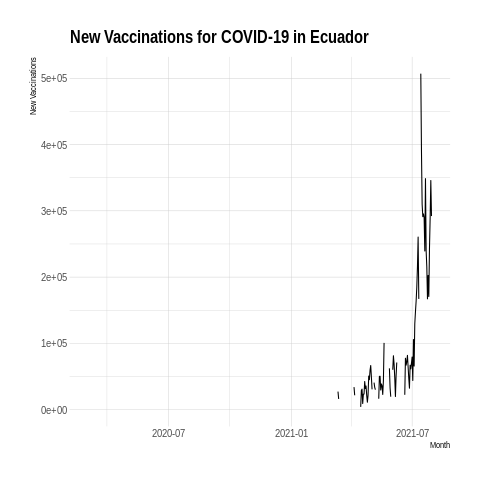 New Vaccinations for COVID-19 in Ecuador
New Vaccinations
5e+05
4e+05
3e+05
2e+05
1e+05
0e+00
2020-07
2021-01
2021-07
Month